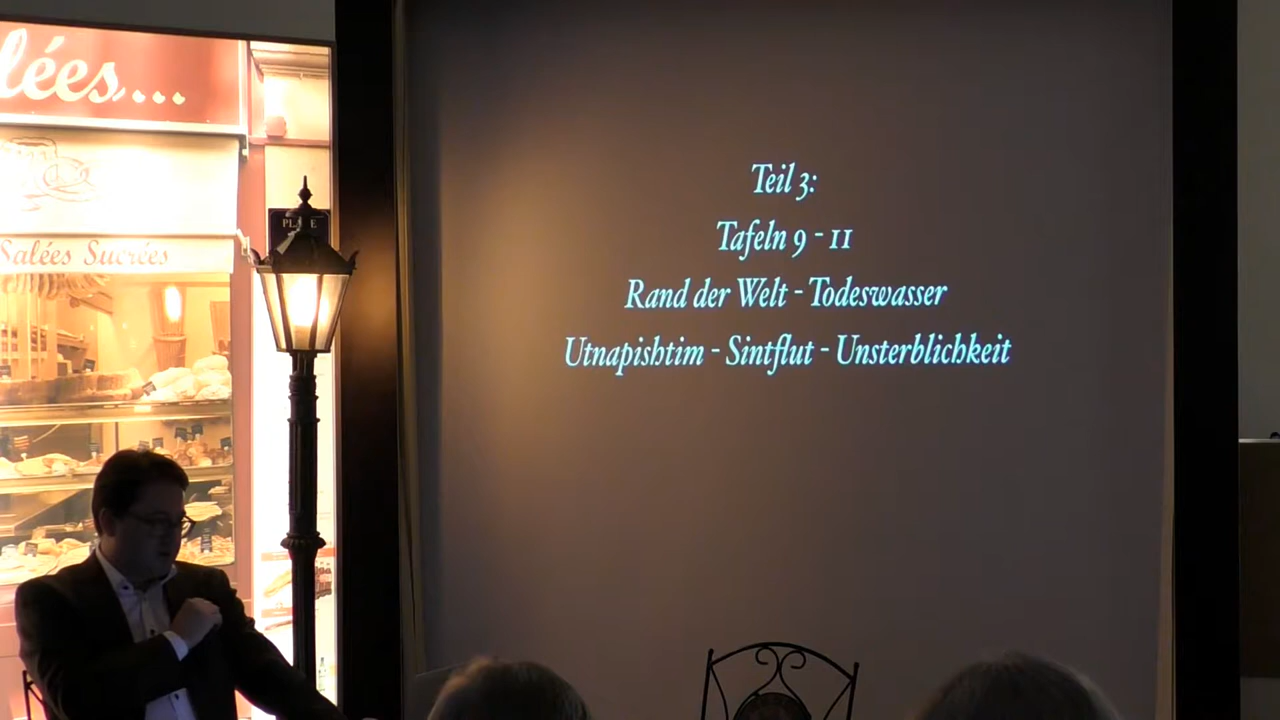 lées...
Salées Sucrées
Teil 3:
Tafeln 9 - 11
Rand der Welt - Todeswasser
Utnapishtim - Sintflut - Unsterblichkeit